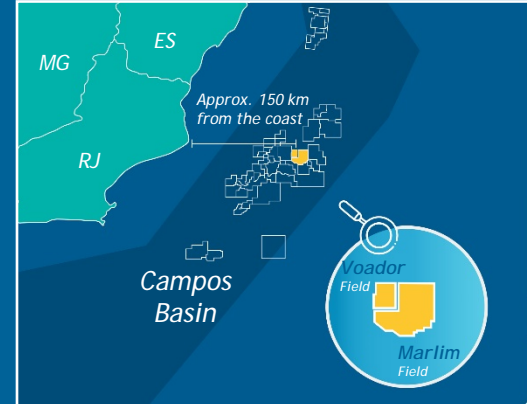 ES
MG
Approx. 150 km
from the coast
RJ
Campos
Basin
Voador
Field
Marlim
Field